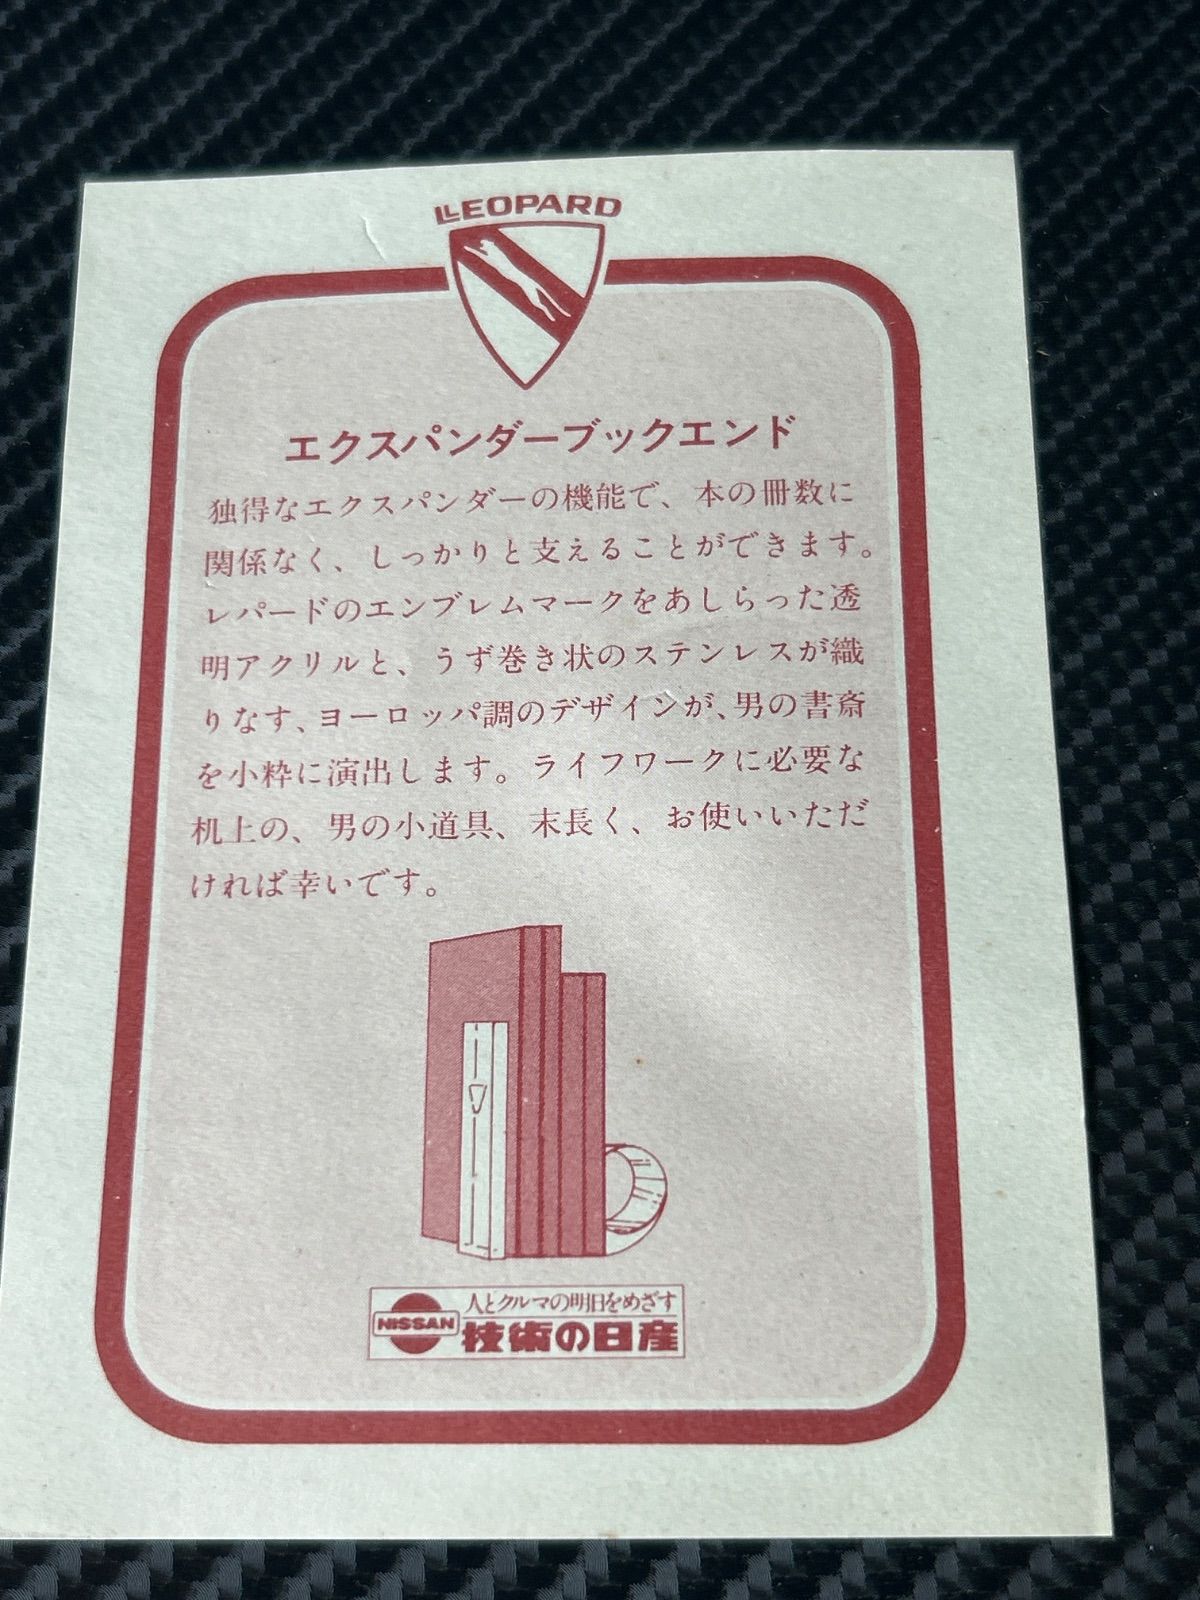 LEOPARD
エクスパンダーブックエンド
独得なエクスパンダーの機能で、本の冊数に
関係なく、しっかりと支えることができます。
レパードのエンブレムマークをあしらった透
明アクリルと、うず巻き状のステンレスが織
りなす、ヨーロッパ調のデザインが、男の書斎
を小粋に演出します。ライフワークに必要な
机上の、男の小道具、末長く、お使いいただ
ければ幸いです。
NISSAN
人とクルマの明日をめざす
技術の日産